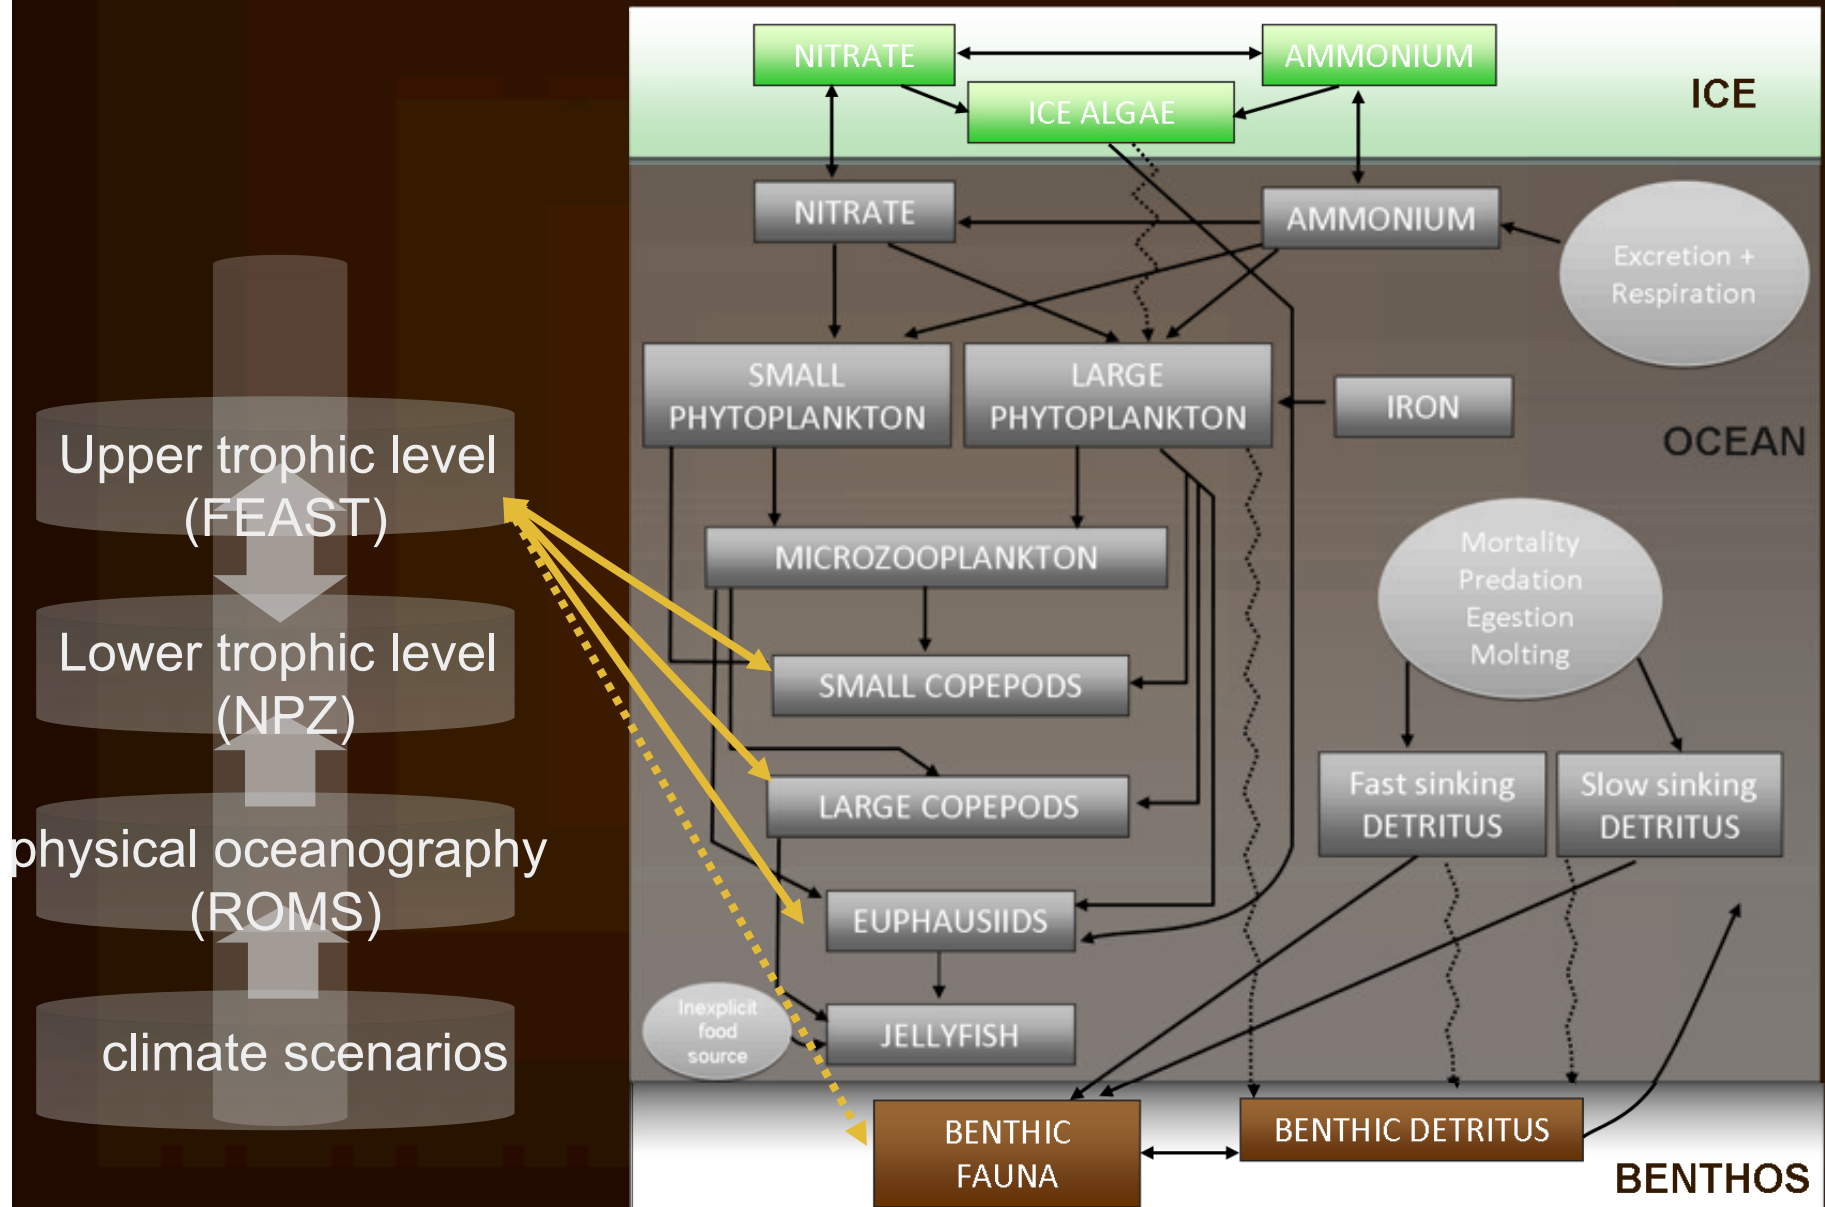 Upper trophic level
(FEAST)
Lower trophic level
(NPZ)
physical oceanography
(ROMS)
climate scenarios
NITRATE
AMMONIUM
ICE ALGAE
ICE
NITRATE
AMMONIUM
Excretion +
Respiration
SMALL
PHYTOPLANKTON
LARGE
PHYTOPLANKTON
IRON
OCEAN
MICROZOOPLANKTON
Mortality
Predation
Egestion
Molting
SMALL COPEPODS
LARGE COPEPODS
Fast sinking
DETRITUS
Slow sinking
DETRITUS
EUPHAUSIIDS
Inexplicit
food
source
JELLYFISH
BENTHIC
FAUNA
BENTHIC DETRITUS
BENTHOS